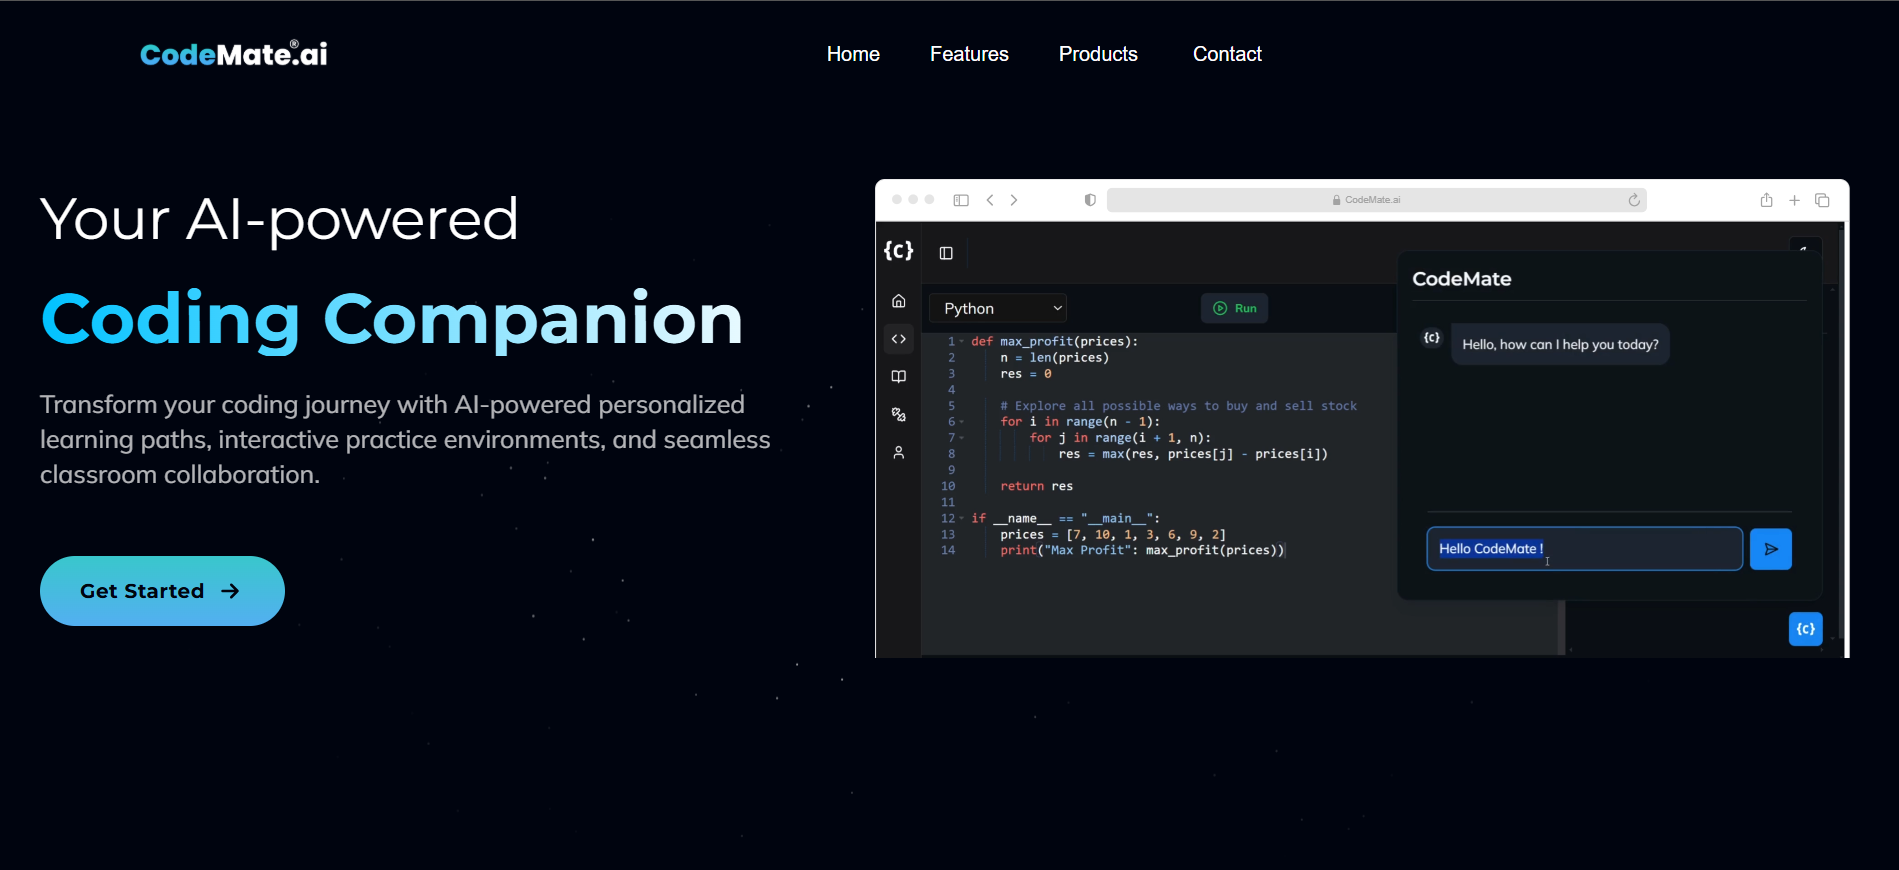 CodeMate.ai®
Home Features Products Contact
Your AI-powered
Coding Companion
Transform your coding journey with AI-powered personalized
learning paths, interactive practice environments, and seamless
classroom collaboration.
Get Started
CodeMate.ai
{C}
Python
Run
1 def max_profit(prices):
2 n = len(prices)
3 res = 0
4
5 # Explore all possible ways to buy and sell stock
6 for i in range(n - 1):
7 for j in range(i + 1, n):
8 res = max(res, prices[j] - prices[i])
9
10 return res
11
12 if __name__ == "__main__":
13 prices = [7, 10, 1, 3, 6, 9, 2]
14 print("Max Profit": max_profit(prices))
CodeMate
{C} Hello, how can I help you today?
Hello CodeMate !
{C}